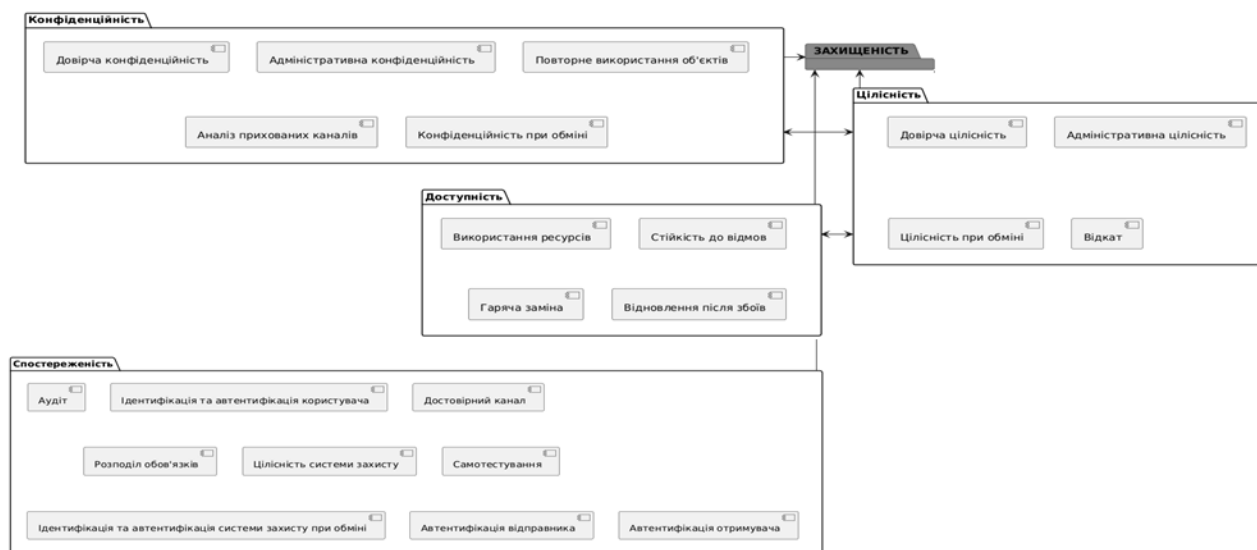 Конфіденційність
Довірча конфіденційність
Адміністративна конфіденційність
Повторне використання об'єктів
Аналіз прихованих каналів
Конфіденційність при обміні
ЗАХИЩЕНІСТЬ
Цілісність
Довірча цілісність
Адміністративна цілісність
Цілісність при обміні
Відкат
Доступність
Використання ресурсів
Стійкість до відмов
Гаряча заміна
Відновлення після збоїв
Спостереженість
Аудіт
Ідентифікація та автентифікація користувача
Достовірний канал
Розподіл обов'язків
Цілісність системи захисту
Самотестування
Ідентифікація та автентифікація системи захисту при обміні
Автентифікація відправника
Автентифікація отримувача